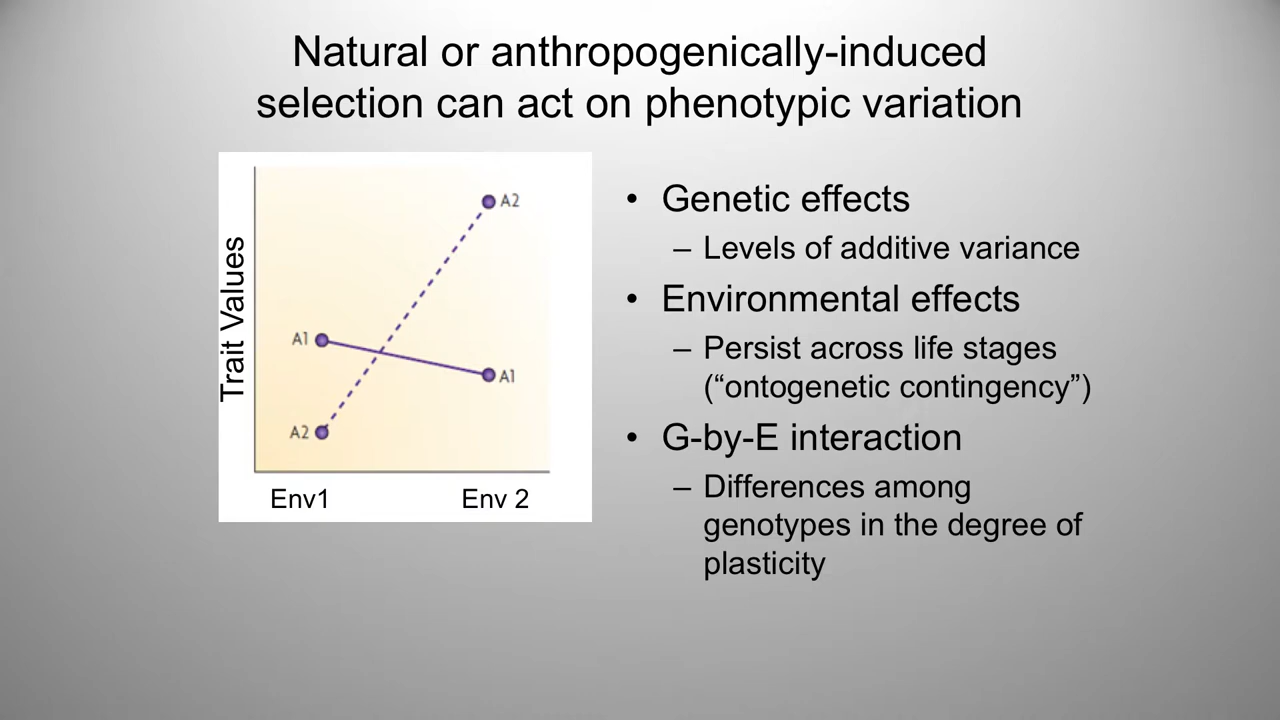 Natural or anthropogenically-induced
selection can act on phenotypic variation
Trait Values
A2
A1
A1
A2
Env1
Env 2
• Genetic effects
– Levels of additive variance
• Environmental effects
– Persist across life stages
(“ontogenetic contingency”)
• G-by-E interaction
– Differences among
genotypes in the degree of
plasticity